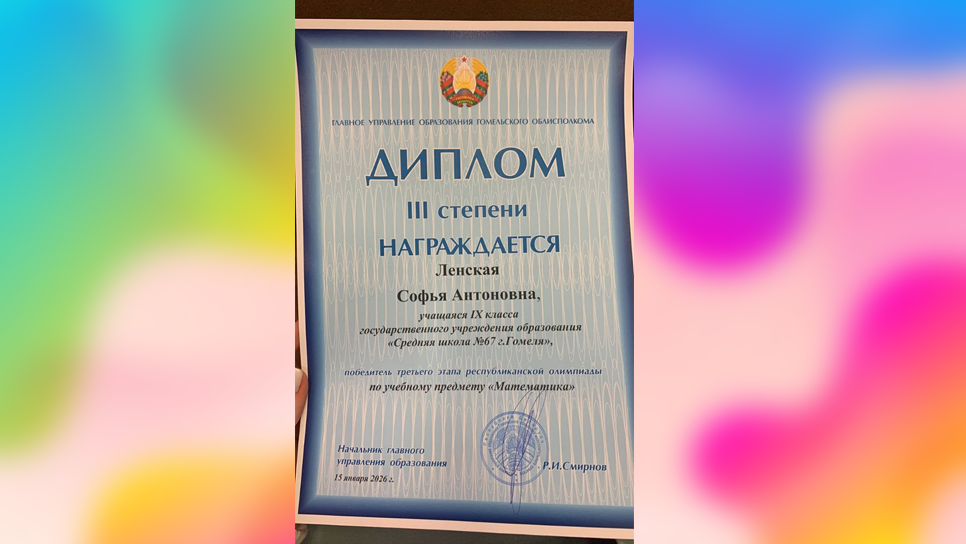 ГЛАВНОЕ УПРАВЛЕНИЕ ОБРАЗОВАНИЯ ГОМЕЛЬСКОГО ОБЛИСПОЛКОМА
ДИПЛОМ
III степени
НАГРАЖДАЕТСЯ
Ленская
Софья Антоновна,
учащаяся IX класса
государственного учреждения образования
«Средняя школа №67 г.Гомеля»,
победитель третьего этапа республиканской олимпиады
по учебному предмету «Математика»
Начальник главного
управления образования
Р.И.Смирнов
15 января 2026 г.